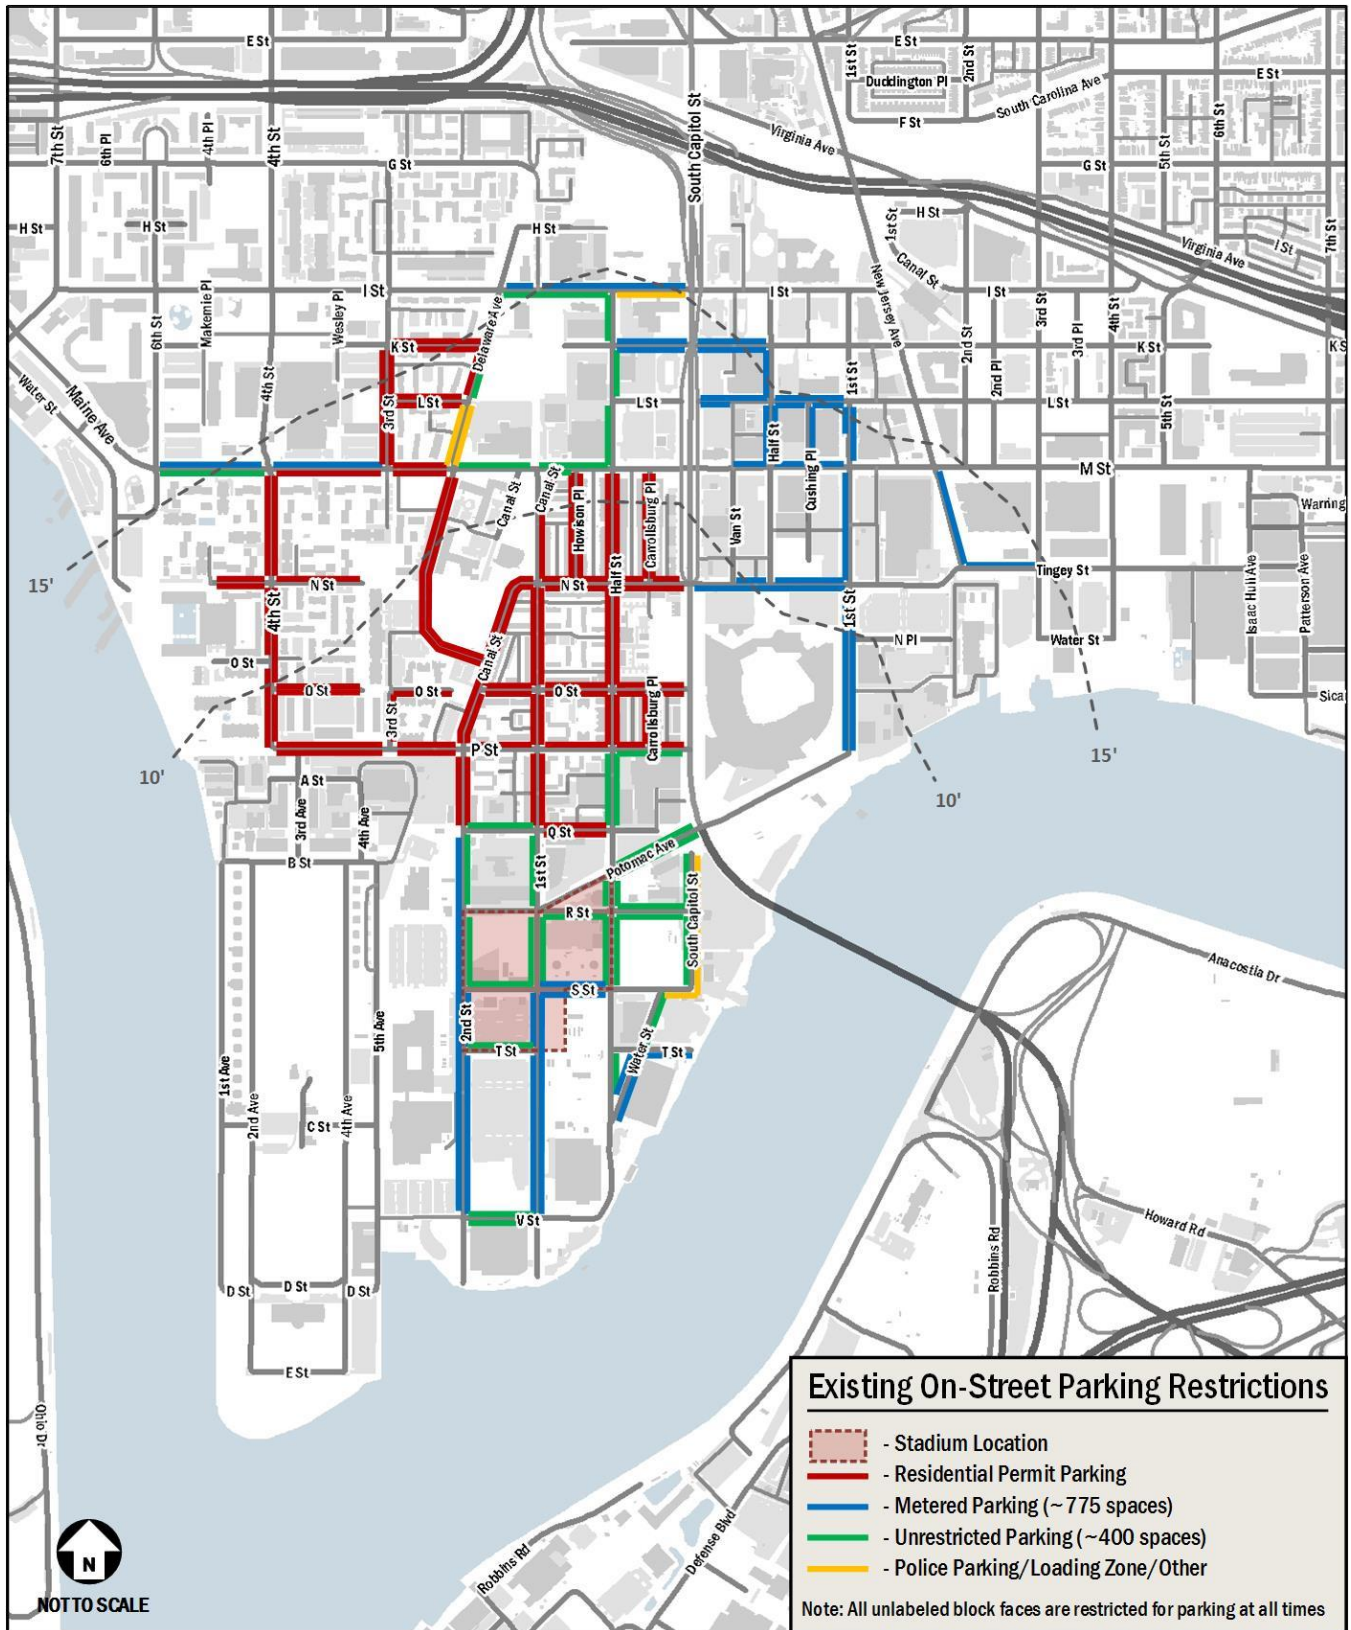 E St
E St
1st St
2nd St
Duddington Pl
South Carolina Ave
E St
F St
6th St
7th St
6th Pl
4th Pl
4th St
South Capitol St
Virginia Ave
G St
G St
5th St
H St
H St
H St
H St
1st St
Canal St
Virginia Ave
I St
7th St
I St
I St
I St
Makemie Pl
6th St
Wesley Pl
Delaware Ave
New Jersey Ave
3rd St
4th St
3rd Pl
2nd St
2nd Pl
K St
K St
K S
4th St
3rd St
L St
L St
L St
1st St
5th St
Water St
Maine Ave
Half St
Cushing Pl
M St
Canal St
Canal St
Howison Pl
Carrollsburg Pl
Van St
Warring
15'
N St
N St
Half St
4th St
Tingey St
1st St
Isaac Hull Ave
Patterson Ave
N Pl
Water St
O St
Canal St
O St
O St
O St
3rd St
Carrollsburg Pl
Sica
P St
10'
15'
10'
A St
3rd Ave
4th Ave
Q St
B St
1st St
Potomac Ave
R St
South Capitol St
Anacostia Dr
S St
2nd St
5th Ave
T St
Water St
T St
1st Ave
2nd Ave
4th Ave
C St
V St
Howard Rd
Robbins Rd
D St
D St
D St
E St
Ohio Dr
Robbins Rd
Defense Blvd
N
NOT TO SCALE
Existing On-Street Parking Restrictions
- Stadium Location
- Residential Permit Parking
- Metered Parking (~775 spaces)
- Unrestricted Parking (~400 spaces)
- Police Parking/Loading Zone/Other
Note: All unlabeled block faces are restricted for parking at all times